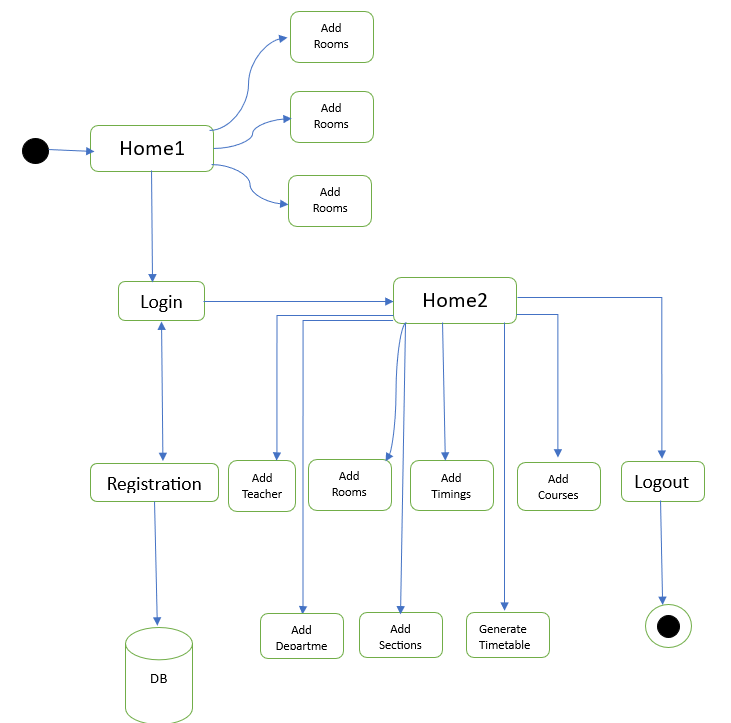 Add
Rooms
Add
Rooms
Home1
Add
Rooms
Login
Home2
Registration
Add
Teacher
Add
Rooms
Add
Timings
Add
Courses
Logout
Add
Departme
Add
Sections
Generate
Timetable
DB